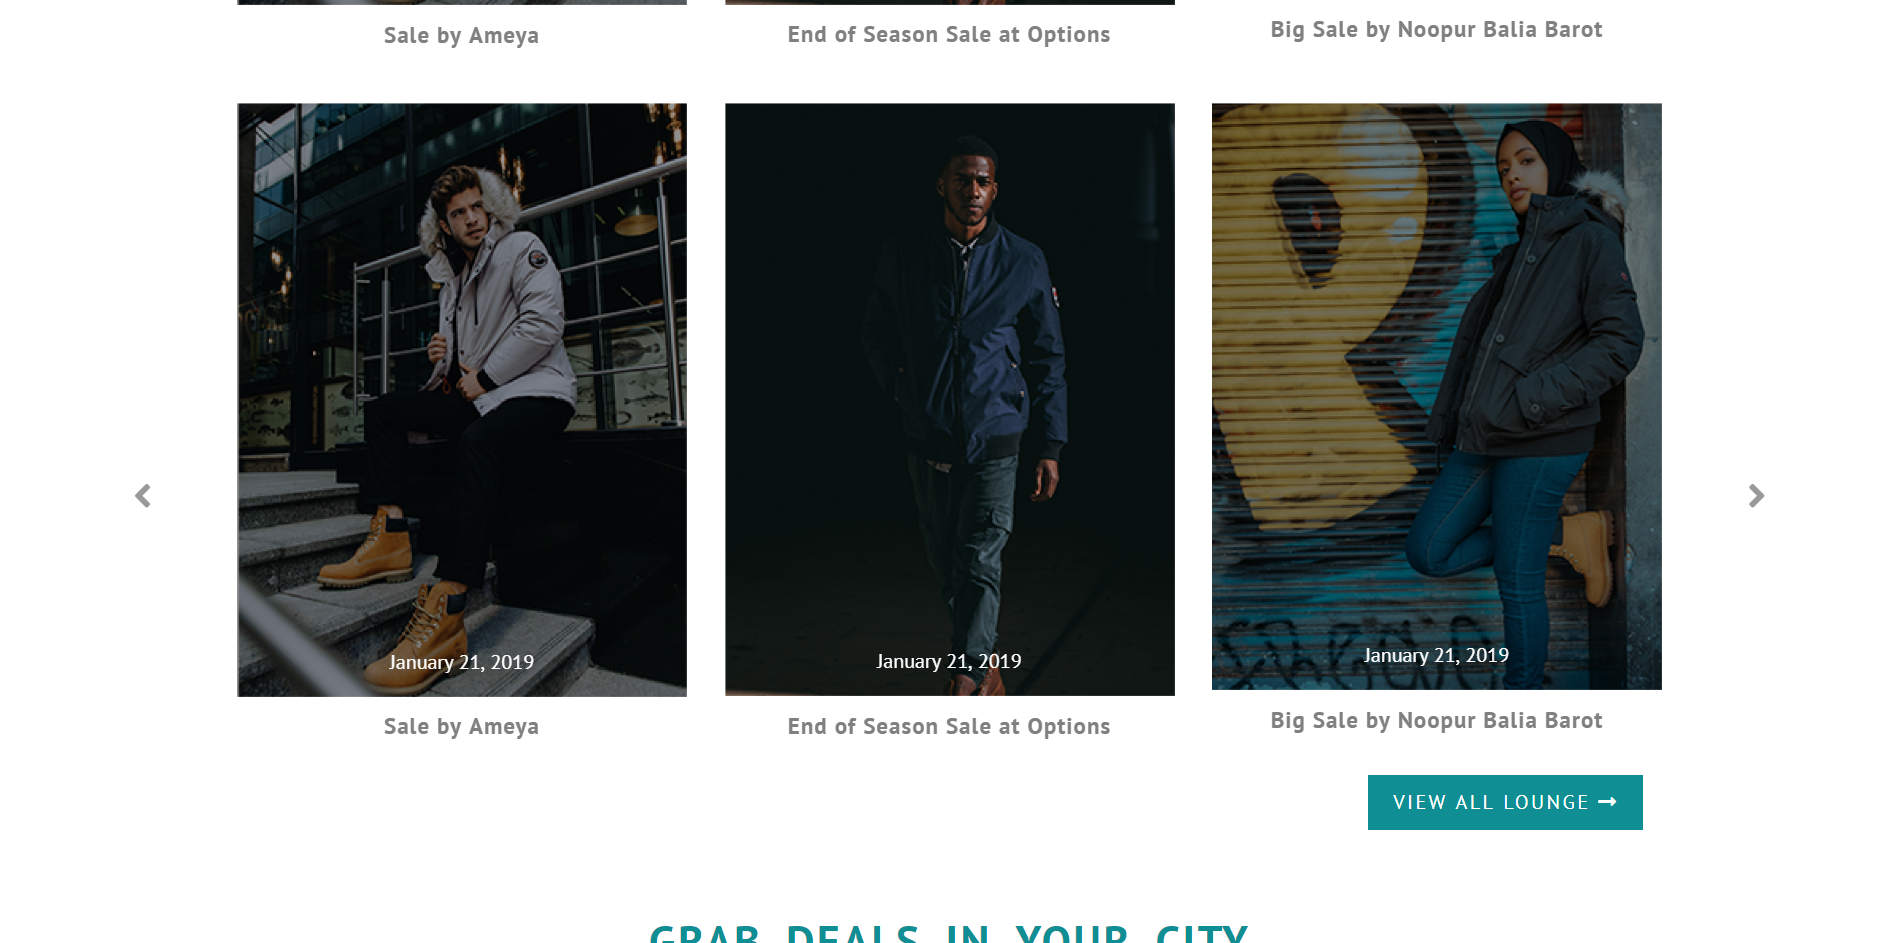 Sale by Ameya
End of Season Sale at Options
Big Sale by Noopur Balia Barot
January 21, 2019
January 21, 2019
January 21, 2019
Sale by Ameya
End of Season Sale at Options
Big Sale by Noopur Balia Barot
VIEW ALL LOUNGE
GRAB DEALS IN YOUR CITY